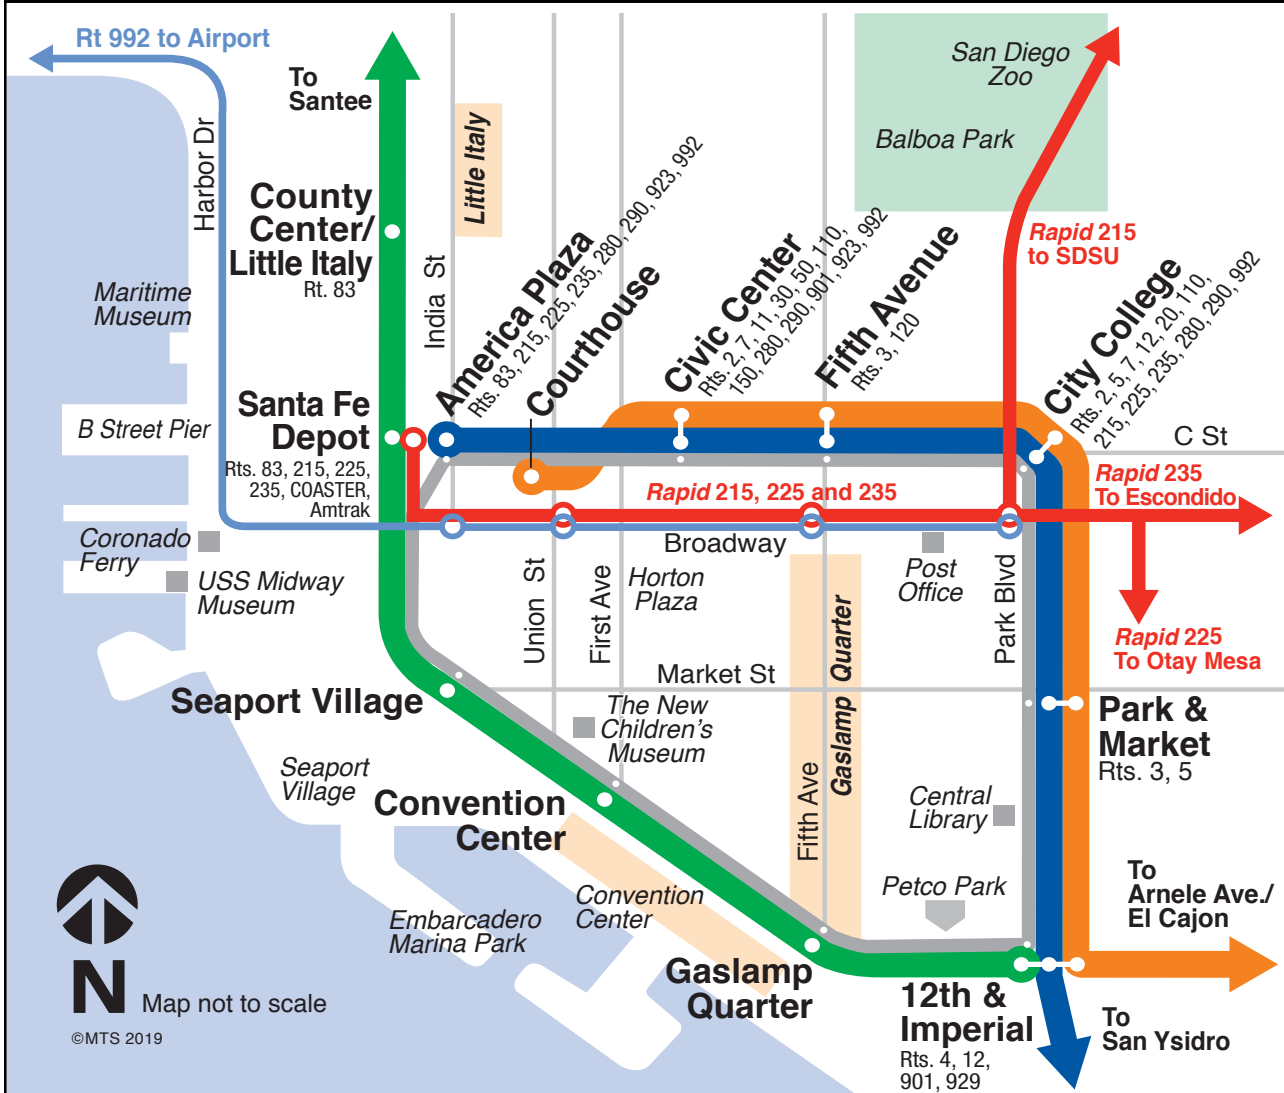 Rt 992 to Airport
To
Santee
Harbor Dr
Little Italy
San Diego
Zoo
Balboa Park
County
Center/
Little Italy
Rt. 83
India St
Maritime
Museum
America Plaza
Rts. 83, 215, 225, 235, 280, 290, 923, 992
Courthouse
Civic Center
Rts. 2, 7, 11, 30, 50, 110,
150, 280, 290, 901, 923, 992
Fifth Avenue
Rts. 3, 120
Rapid 215
to SDSU
City College
Rts. 2, 5, 7, 12, 20, 110,
215, 225, 235, 280, 290, 992
Santa Fe
Depot
Rts. 83, 215, 225,
235, COASTER,
Amtrak
B Street Pier
C St
Rapid 215, 225 and 235
Rapid 235
To Escondido
Coronado
Ferry
USS Midway
Museum
Broadway
Union St
First Ave
Horton
Plaza
Post
Office
Park Blvd
Gaslamp Quarter
Rapid 225
To Otay Mesa
Market St
Seaport Village
The New
Children's
Museum
Park &
Market
Rts. 3, 5
Seaport
Village
Convention
Center
Fifth Ave
Central
Library
Convention
Center
Petco Park
To
Arnele Ave./
El Cajon
Embarcadero
Marina Park
Gaslamp
Quarter
12th &
Imperial
Rts. 4, 12,
901, 929
To
San Ysidro
N
Map not to scale
©MTS 2019